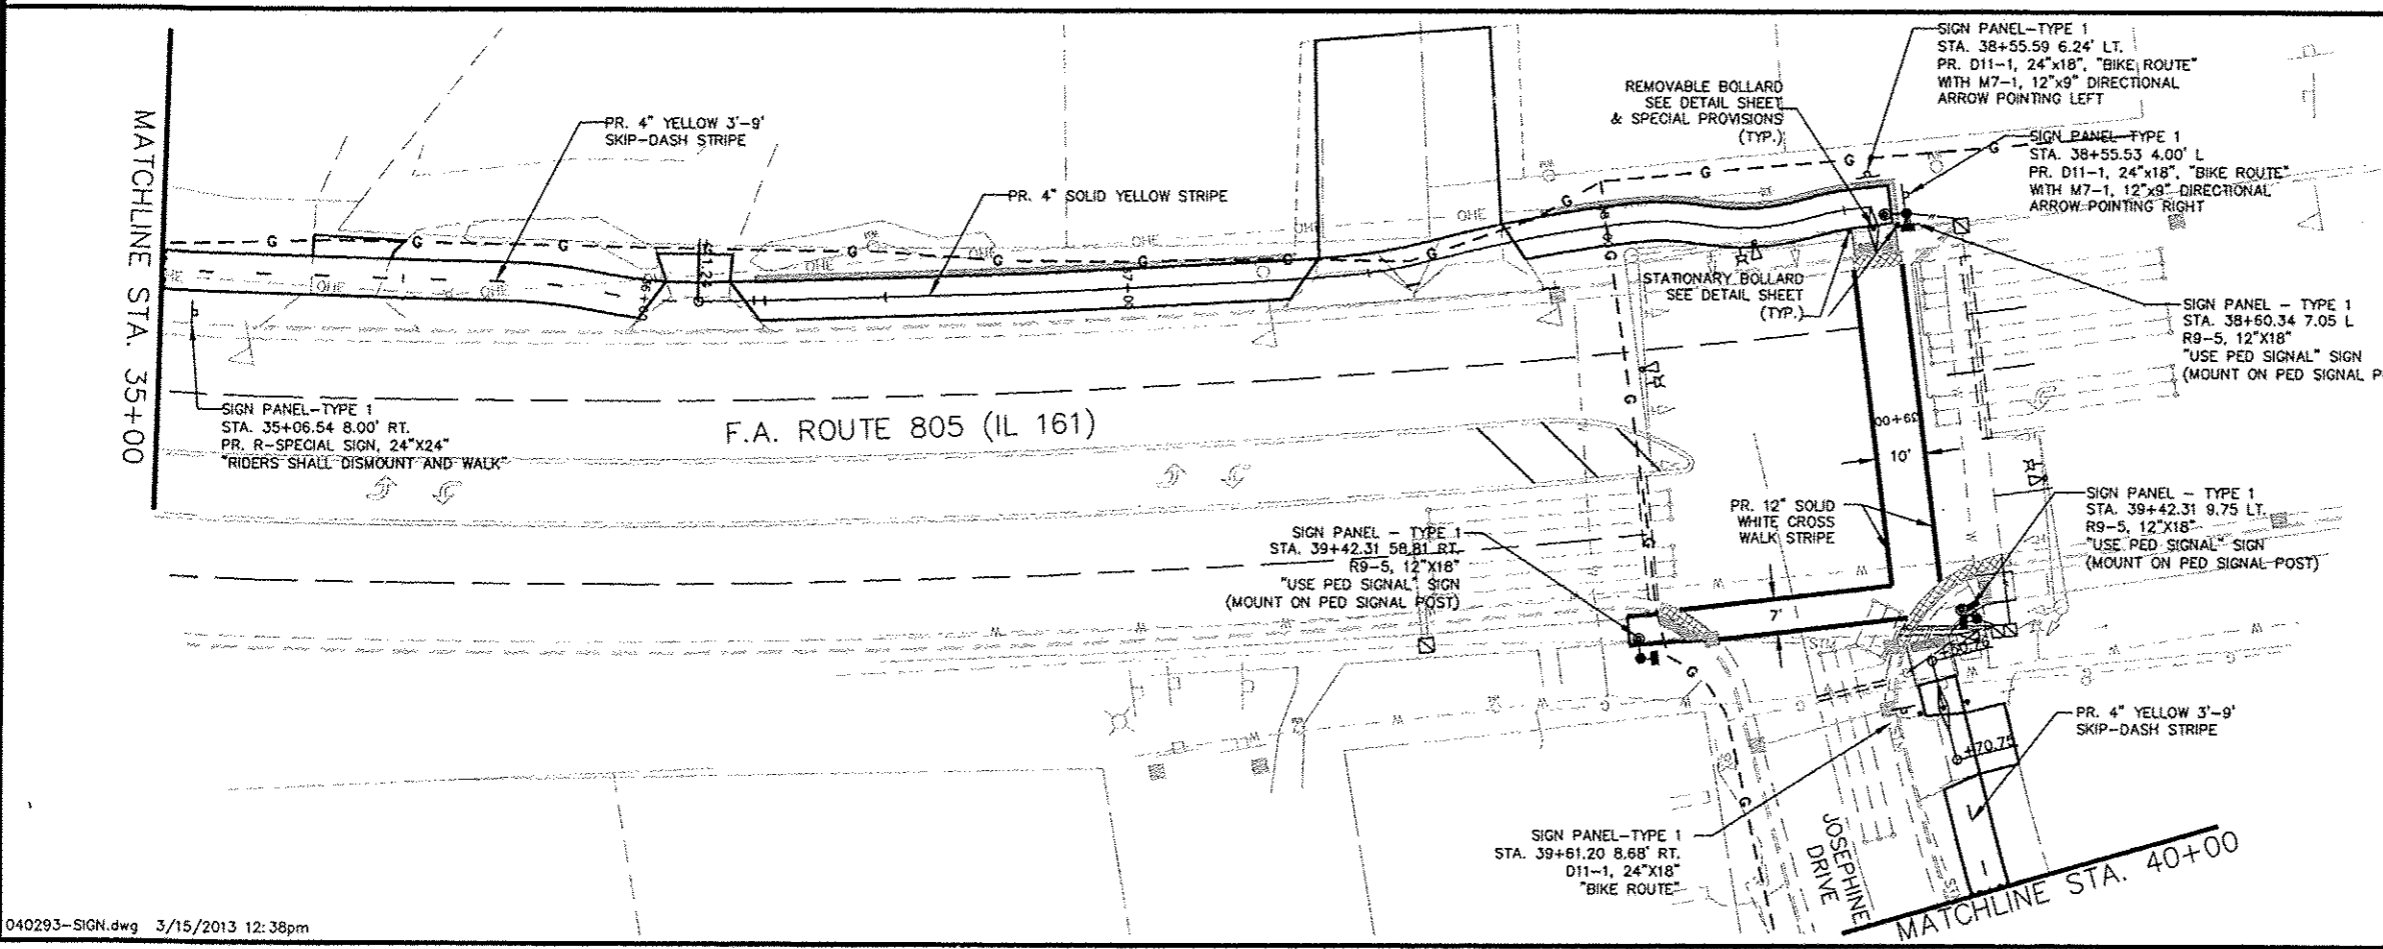 SIGN PANEL-TYPE 1
STA. 38+55.59 6.24' LT.
PR. D11-1, 24"x18", "BIKE ROUTE"
WITH M7-1, 12"x9" DIRECTIONAL
ARROW POINTING LEFT
REMOVABLE BOLLARD
SEE DETAIL SHEET
& SPECIAL PROVISIONS
(TYP.)
SIGN PANEL-TYPE 1
STA. 38+55.53 4.00' L
PR. D11-1, 24"x18", "BIKE ROUTE"
WITH M7-1, 12"x9" DIRECTIONAL
ARROW POINTING RIGHT
MATCHLINE STA. 35+00
PR. 4" YELLOW 3'-9'
SKIP-DASH STRIPE
PR. 4" SOLID YELLOW STRIPE
STATIONARY BOLLARD
SEE DETAIL SHEET
(TYP.)
SIGN PANEL - TYPE 1
STA. 38+60.34 7.05 L
R9-5, 12"X18"
"USE PED SIGNAL" SIGN
(MOUNT ON PED SIGNAL P
SIGN PANEL-TYPE 1
STA. 35+06.54 8.00' RT.
PR. R-SPECIAL SIGN, 24"X24"
"RIDERS SHALL DISMOUNT AND WALK"
F.A. ROUTE 805 (IL 161)
39+00
10'
PR. 12" SOLID
WHITE CROSS
WALK STRIPE
SIGN PANEL - TYPE 1
STA. 39+42.31 9.75 LT.
R9-5, 12"X18"
"USE PED SIGNAL" SIGN
(MOUNT ON PED SIGNAL POST)
SIGN PANEL - TYPE 1
STA. 39+42.31 58.81 RT.
R9-5, 12"X18"
"USE PED SIGNAL" SIGN
(MOUNT ON PED SIGNAL POST)
7'
PR. 4" YELLOW 3'-9'
SKIP-DASH STRIPE
+70.75
SIGN PANEL-TYPE 1
STA. 39+61.20 8.68' RT.
D11-1, 24"X18"
"BIKE ROUTE"
JOSEPHINE
DRIVE
MATCHLINE STA. 40+00
040293-SIGN.dwg 3/15/2013 12:38pm